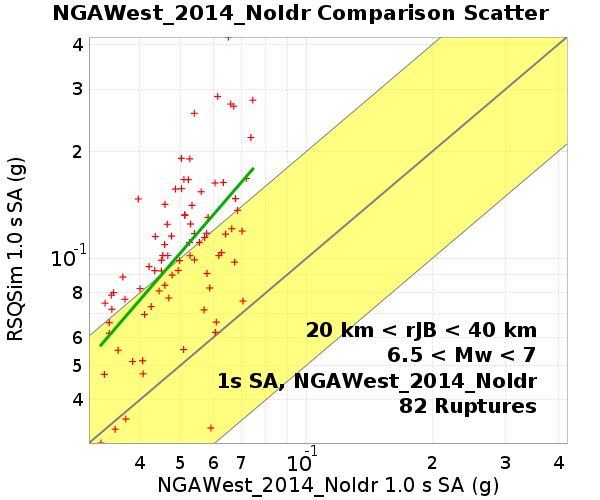 NGAWest_2014_NoIdr Comparison Scatter
RSQSim 1.0 s SA (g)
4
3
2
10-1
8
6
5
4
20 km < rJB < 40 km
6.5 < Mw < 7
1s SA, NGAWest_2014_NoIdr
82 Ruptures
4 5 6 7 10-1 2 3 4
NGAWest_2014_NoIdr 1.0 s SA (g)